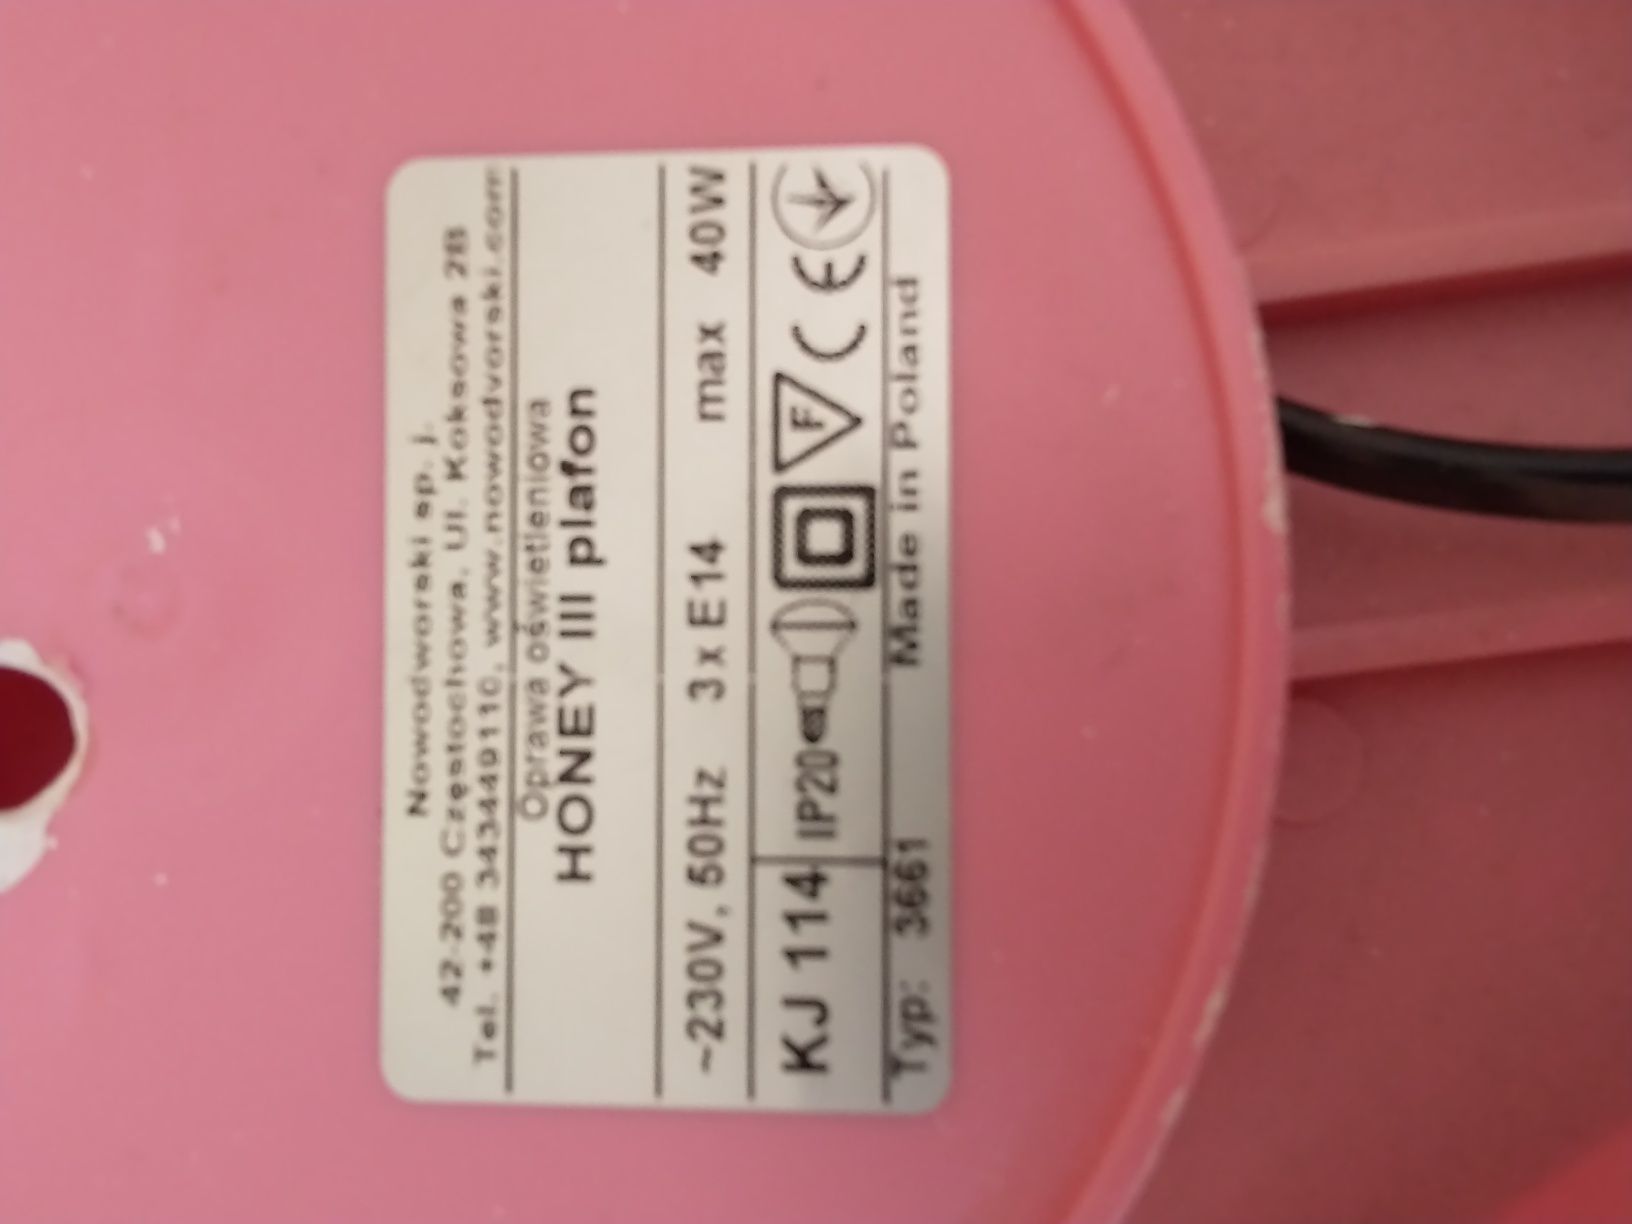 Nowodworski sp. j.
42-200 Częstochowa, Ul. Koksowa 2B
Tel. +48 343449110, www.nowodvorski.com
Oprawa oświetleniowa
HONEY III plafon
~230V, 50Hz 3 x E14 max 40W
KJ 114 IP20 F CE
Typ: 3661 Made in Poland